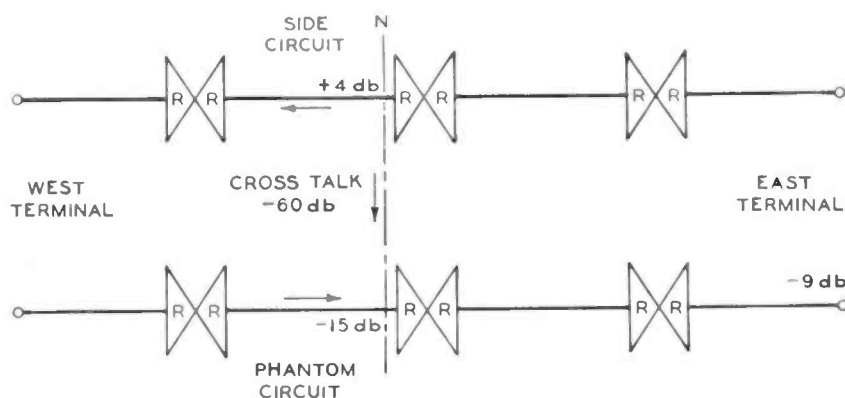 SIDE
CIRCUIT
N
+4 db
R R
R R
R R
WEST
TERMINAL
CROSS TALK
-60 db
EAST
TERMINAL
-9 db
R R
R R
R R
-15 db
PHANTOM
CIRCUIT